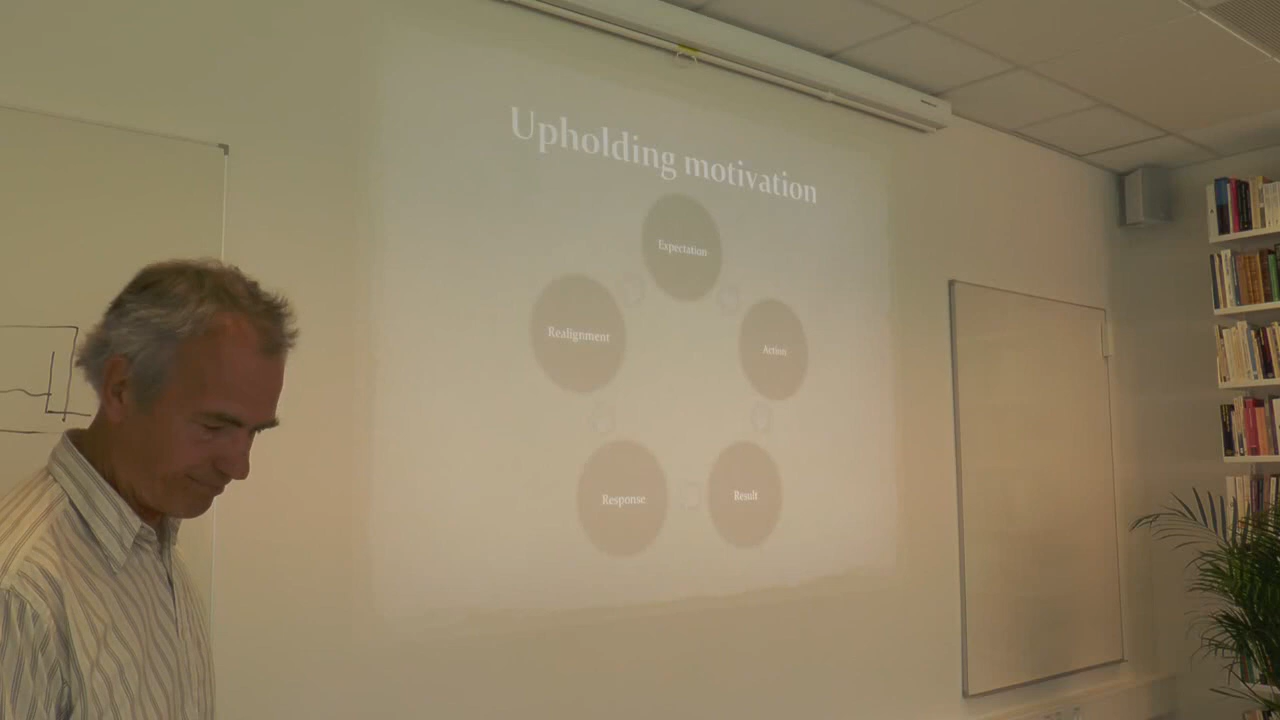 Upholding motivation
Expectation
Realignment
Action
Response
Result